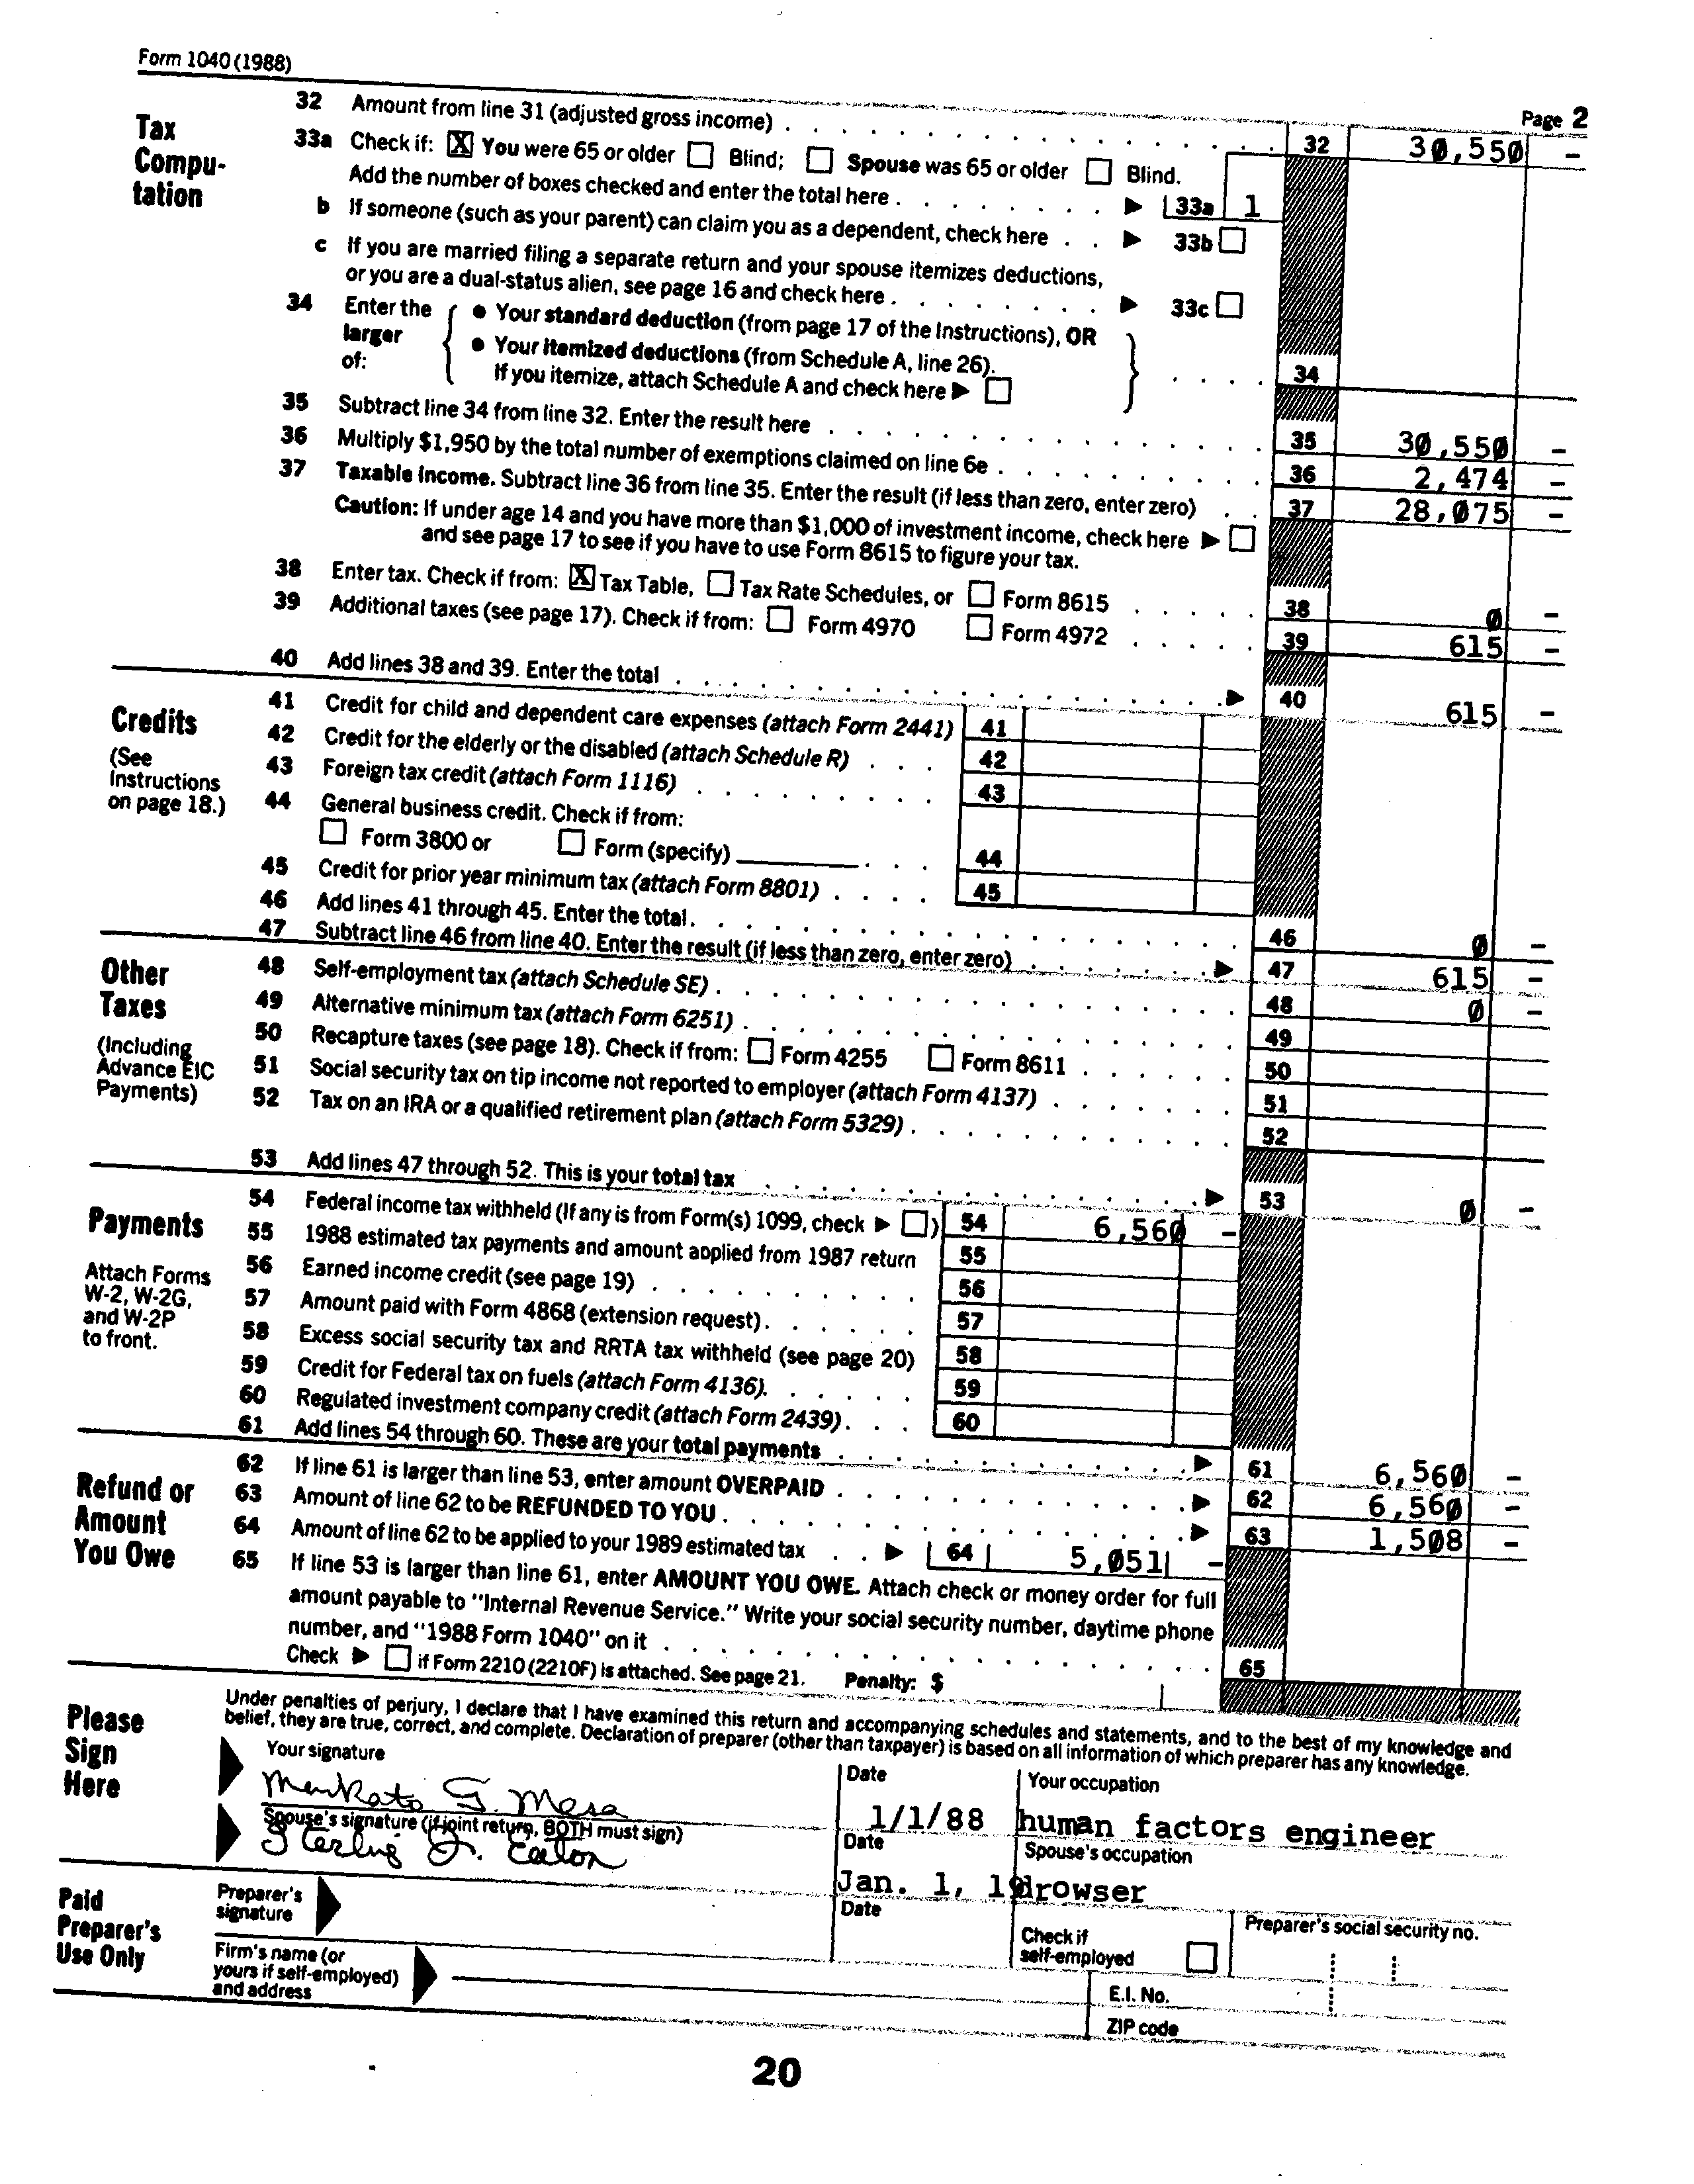 Form 1040 (1988)
Page 2
Tax Compu-tation
32 Amount from line 31 (adjusted gross income) . . . . 32 30,550 –
33a Check if: [X] You were 65 or older [ ] Blind; [ ] Spouse was 65 or older [ ] Blind.
Add the number of boxes checked and enter the total here . . . . ▶ 33a 1
b If someone (such as your parent) can claim you as a dependent, check here . . ▶ 33b [ ]
c If you are married filing a separate return and your spouse itemizes deductions,
or you are a dual-status alien, see page 16 and check here . . . . ▶ 33c [ ]
34 Enter the larger of: { ● Your standard deduction (from page 17 of the Instructions), OR
● Your itemized deductions (from Schedule A, line 26).
If you itemize, attach Schedule A and check here ▶ [ ] } . . . . 34
35 Subtract line 34 from line 32. Enter the result here . . . . 35 30,550 –
36 Multiply $1,950 by the total number of exemptions claimed on line 6e . . . . 36 2,474 –
37 Taxable income. Subtract line 36 from line 35. Enter the result (if less than zero, enter zero) . . 37 28,075 –
Caution: If under age 14 and you have more than $1,000 of investment income, check here ▶ [ ]
and see page 17 to see if you have to use Form 8615 to figure your tax.
38 Enter tax. Check if from: [X] Tax Table, [ ] Tax Rate Schedules, or [ ] Form 8615 . . . . 38 0 –
39 Additional taxes (see page 17). Check if from: [ ] Form 4970 [ ] Form 4972 . . . . 39 615 –
40 Add lines 38 and 39. Enter the total . . . . ▶ 40 615 –
Credits
(See Instructions on page 18.)
41 Credit for child and dependent care expenses (attach Form 2441) 41
42 Credit for the elderly or the disabled (attach Schedule R) . . . 42
43 Foreign tax credit (attach Form 1116) . . . . 43
44 General business credit. Check if from:
[ ] Form 3800 or [ ] Form (specify) ________ . . . 44
45 Credit for prior year minimum tax (attach Form 8801) . . . . 45
46 Add lines 41 through 45. Enter the total . . . . 46 0 –
47 Subtract line 46 from line 40. Enter the result (if less than zero, enter zero) . . . . ▶ 47 615 –
Other Taxes
(Including Advance EIC Payments)
48 Self-employment tax (attach Schedule SE) . . . . 48 0 –
49 Alternative minimum tax (attach Form 6251) . . . . 49
50 Recapture taxes (see page 18). Check if from: [ ] Form 4255 [ ] Form 8611 . . . . 50
51 Social security tax on tip income not reported to employer (attach Form 4137) . . . . 51
52 Tax on an IRA or a qualified retirement plan (attach Form 5329) . . . . 52
53 Add lines 47 through 52. This is your total tax . . . . ▶ 53 0 –
Payments
Attach Forms W-2, W-2G, and W-2P to front.
54 Federal income tax withheld (If any is from Form(s) 1099, check ▶ [ ]) 54 6,560 –
55 1988 estimated tax payments and amount applied from 1987 return 55
56 Earned income credit (see page 19) . . . . 56
57 Amount paid with Form 4868 (extension request) . . . . 57
58 Excess social security tax and RRTA tax withheld (see page 20) 58
59 Credit for Federal tax on fuels (attach Form 4136) . . . . 59
60 Regulated investment company credit (attach Form 2439) . . . 60
61 Add lines 54 through 60. These are your total payments . . . . ▶ 61 6,560 –
Refund or Amount You Owe
62 If line 61 is larger than line 53, enter amount OVERPAID . . . . ▶ 62 6,560 –
63 Amount of line 62 to be REFUNDED TO YOU . . . . ▶ 63 1,508 –
64 Amount of line 62 to be applied to your 1989 estimated tax . . ▶ 64 5,051 –
65 If line 53 is larger than line 61, enter AMOUNT YOU OWE. Attach check or money order for full
amount payable to "Internal Revenue Service." Write your social security number, daytime phone
number, and "1988 Form 1040" on it . . . . 65
Check ▶ [ ] if Form 2210 (2210F) is attached. See page 21. Penalty: $
Please Sign Here
Under penalties of perjury, I declare that I have examined this return and accompanying schedules and statements, and to the best of my knowledge and
belief, they are true, correct, and complete. Declaration of preparer (other than taxpayer) is based on all information of which preparer has any knowledge.
Your signature Date Your occupation
Mankato G. Mesa 1/1/88 human factors engineer
Spouse's signature (if joint return, BOTH must sign) Date Spouse's occupation
Sterling J. Eaton Jan. 1, 19 drowser
Paid Preparer's Use Only
Preparer's signature Date Check if self-employed [ ] Preparer's social security no.
Firm's name (or yours if self-employed) and address
E.I. No.
ZIP code
20